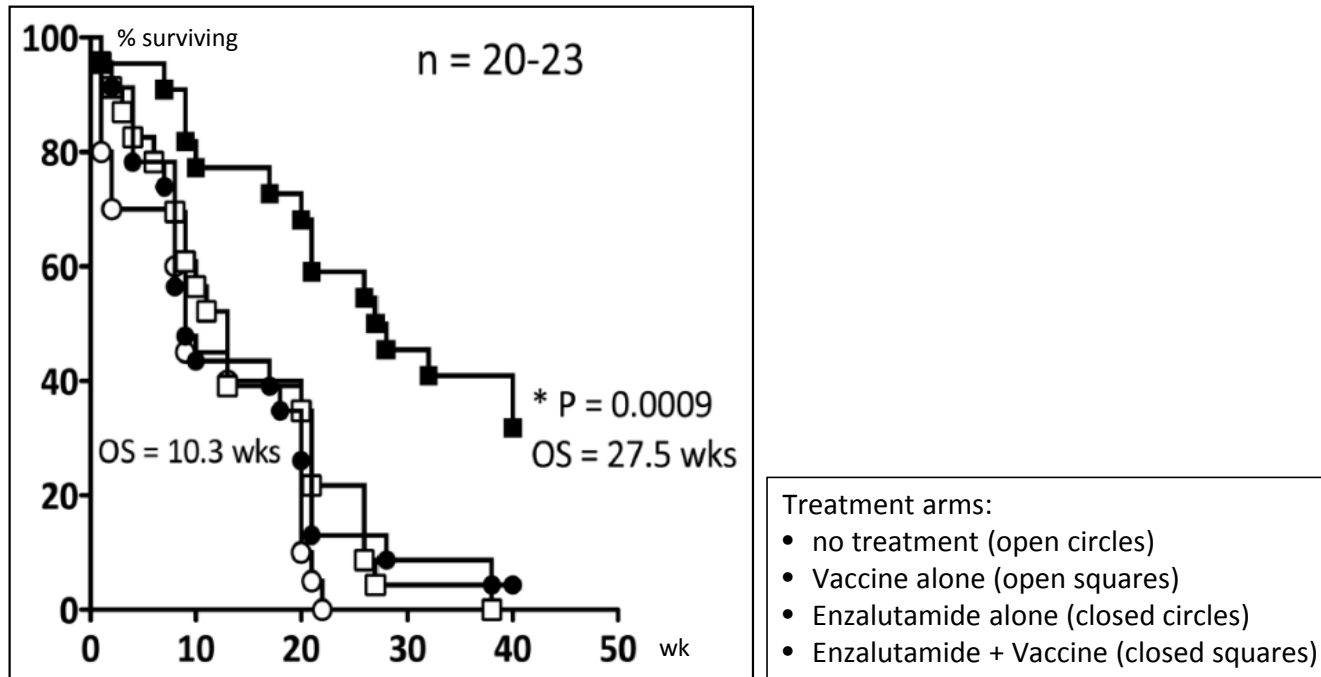 100
% surviving
n = 20-23
80
60
40
* P = 0.0009
OS = 10.3 wks
OS = 27.5 wks
20
0
0 10 20 30 40 50
wk
Treatment arms:
• no treatment (open circles)
• Vaccine alone (open squares)
• Enzalutamide alone (closed circles)
• Enzalutamide + Vaccine (closed squares)